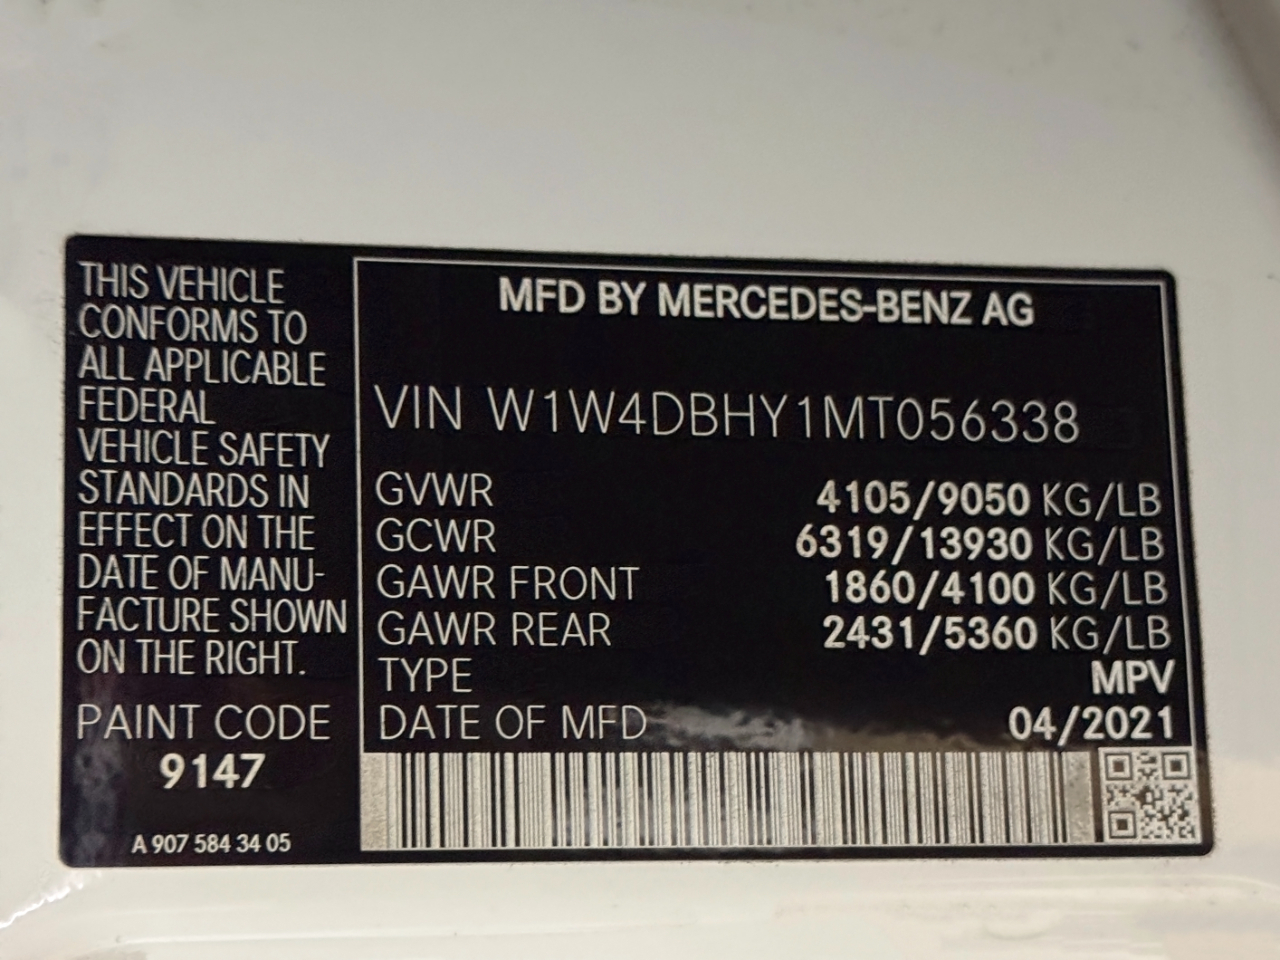 THIS VEHICLE
CONFORMS TO
ALL APPLICABLE
FEDERAL
VEHICLE SAFETY
STANDARDS IN
EFFECT ON THE
DATE OF MANU-
FACTURE SHOWN
ON THE RIGHT.
PAINT CODE
9147
A 907 584 34 05
MFD BY MERCEDES-BENZ AG
VIN W1W4DBHY1MT056338
GVWR 4105/9050 KG/LB
GCWR 6319/13930 KG/LB
GAWR FRONT 1860/4100 KG/LB
GAWR REAR 2431/5360 KG/LB
TYPE MPV
DATE OF MFD 04/2021